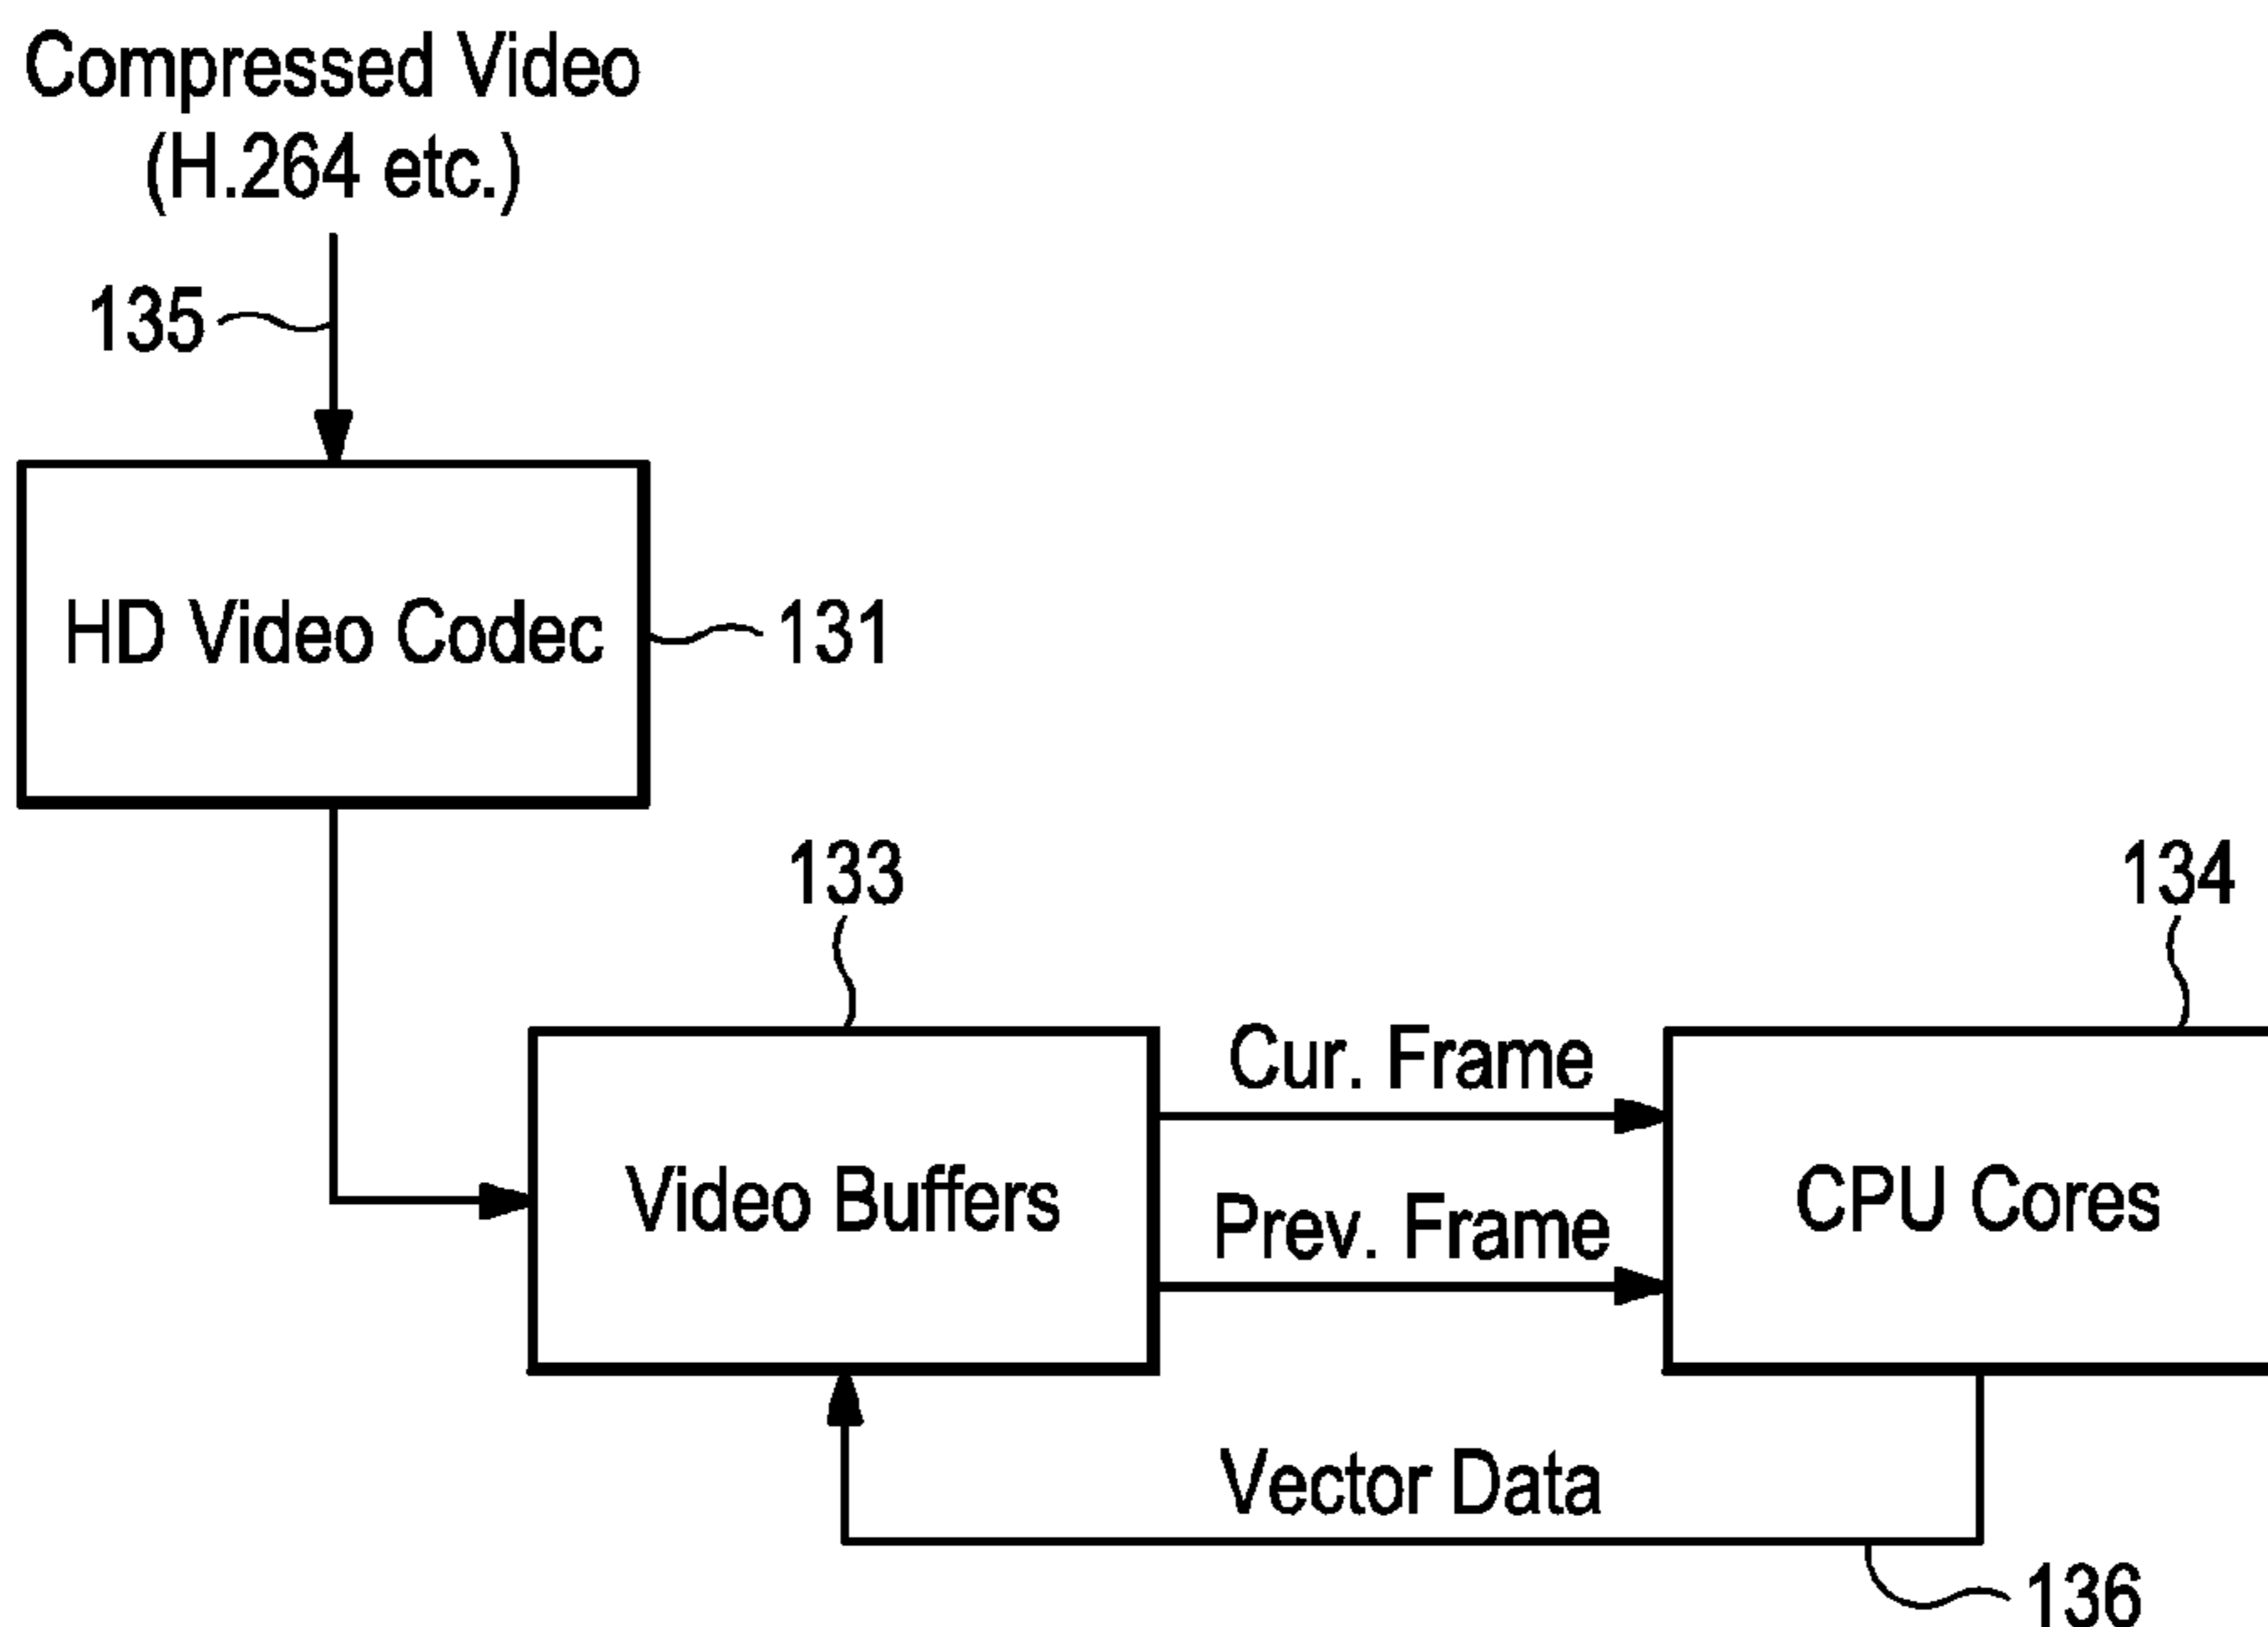 Compressed Video
(H.264 etc.)
135
HD Video Codec
131
133
134
Cur. Frame
Video Buffers
Prev. Frame
CPU Cores
Vector Data
136